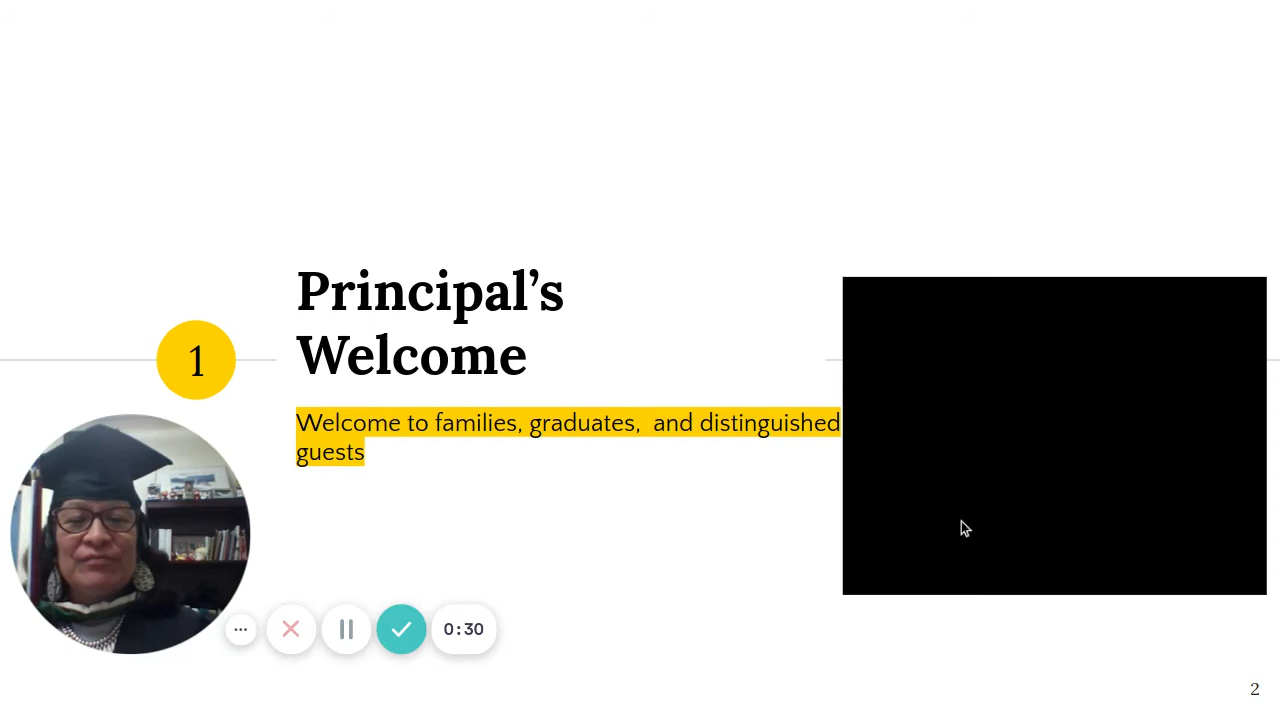 Principal’s
Welcome
1
Welcome to families, graduates,  and distinguished
guests
0:30
2